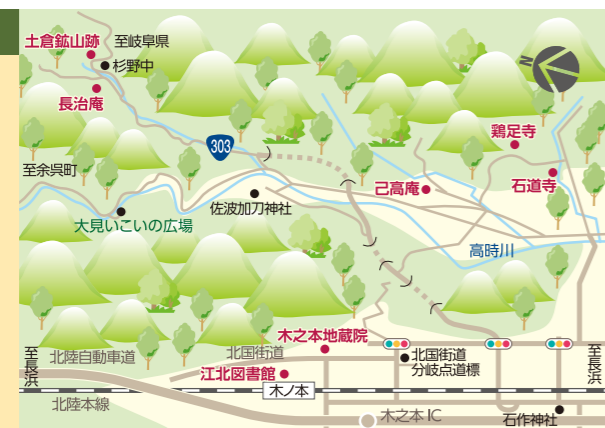 土倉鉱山跡
至岐阜県
杉野中
長治庵
N
303
鶏足寺
至余呉町
石道寺
己高庵
佐波加刀神社
大見いこいの広場
高時川
木之本地蔵院
北国街道
北国街道
分岐点道標
至長浜
至長浜
北陸自動車道
江北図書館
木ノ本
北陸本線
木之本IC
石作神社